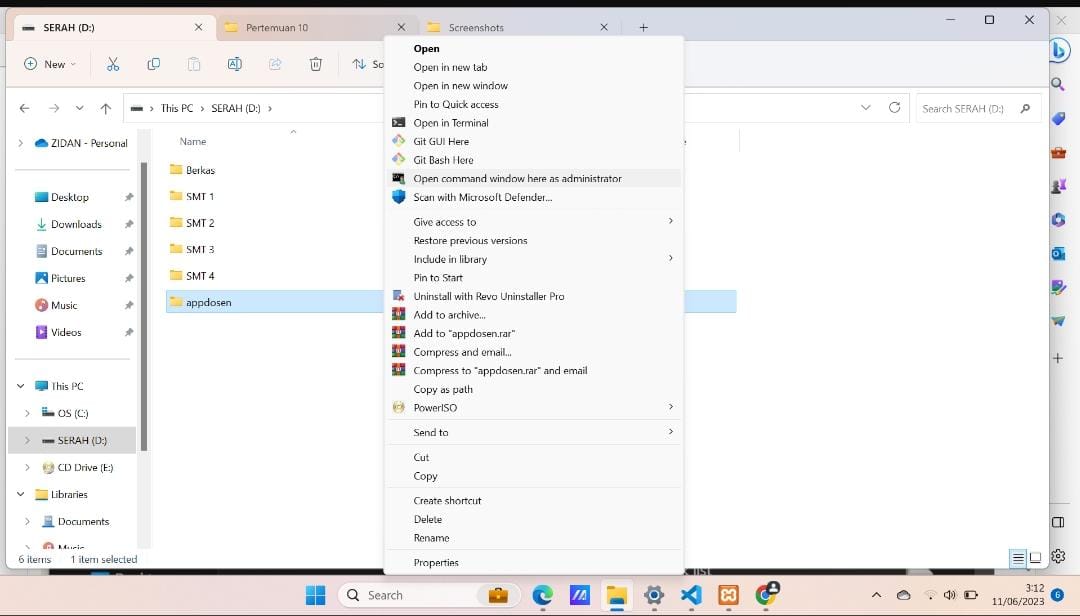 SERAH (D:)
Pertemuan 10
Screenshots
New
So
This PC > SERAH (D:) >
Search SERAH (D:)
ZIDAN - Personal
Desktop
Downloads
Documents
Pictures
Music
Videos
This PC
OS (C:)
SERAH (D:)
CD Drive (E:)
Libraries
Documents
Music
Name
Berkas
SMT 1
SMT 2
SMT 3
SMT 4
appdosen
Open
Open in new tab
Open in new window
Pin to Quick access
Open in Terminal
Git GUI Here
Git Bash Here
Open command window here as administrator
Scan with Microsoft Defender...
Give access to
Restore previous versions
Include in library
Pin to Start
Uninstall with Revo Uninstaller Pro
Add to archive...
Add to "appdosen.rar"
Compress and email...
Compress to "appdosen.rar" and email
Copy as path
PowerISO
Send to
Cut
Copy
Create shortcut
Delete
Rename
Properties
6 items
1 item selected
Search
3:12
11/06/2023
6